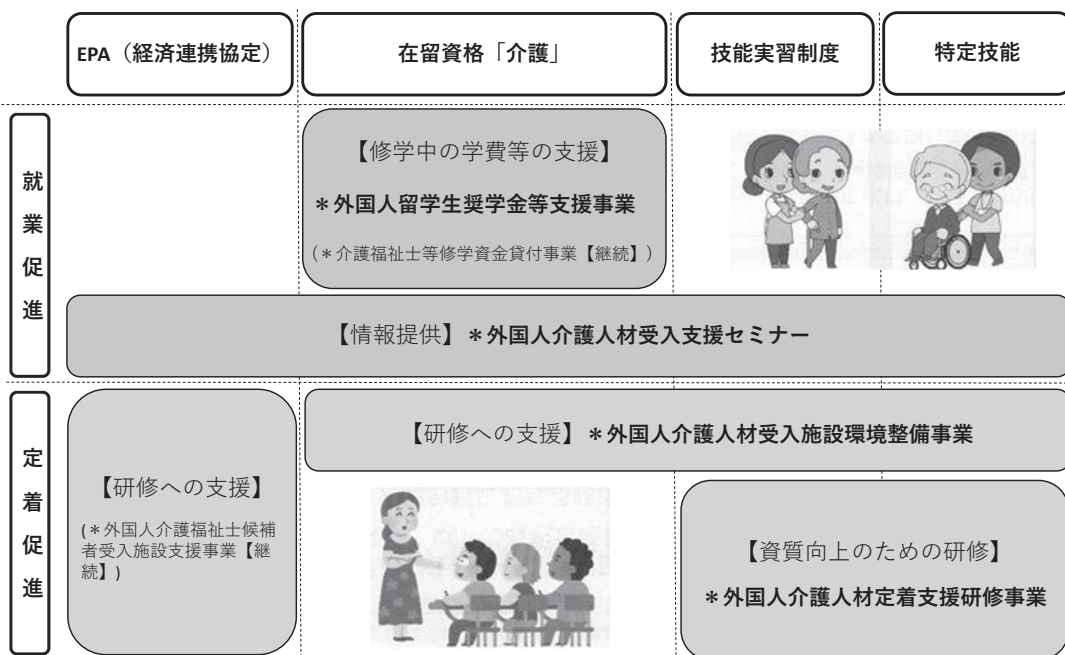 EPA（経済連携協定）
在留資格「介護」
技能実習制度
特定技能
就業促進
【修学中の学費等の支援】
＊外国人留学生奨学金等支援事業
（＊介護福祉士等修学資金貸付事業【継続】）
【情報提供】＊外国人介護人材受入支援セミナー
定着促進
【研修への支援】
(＊外国人介護福祉士候補
者受入施設支援事業【継
続】)
【研修への支援】＊外国人介護人材受入施設環境整備事業
【資質向上のための研修】
＊外国人介護人材定着支援研修事業